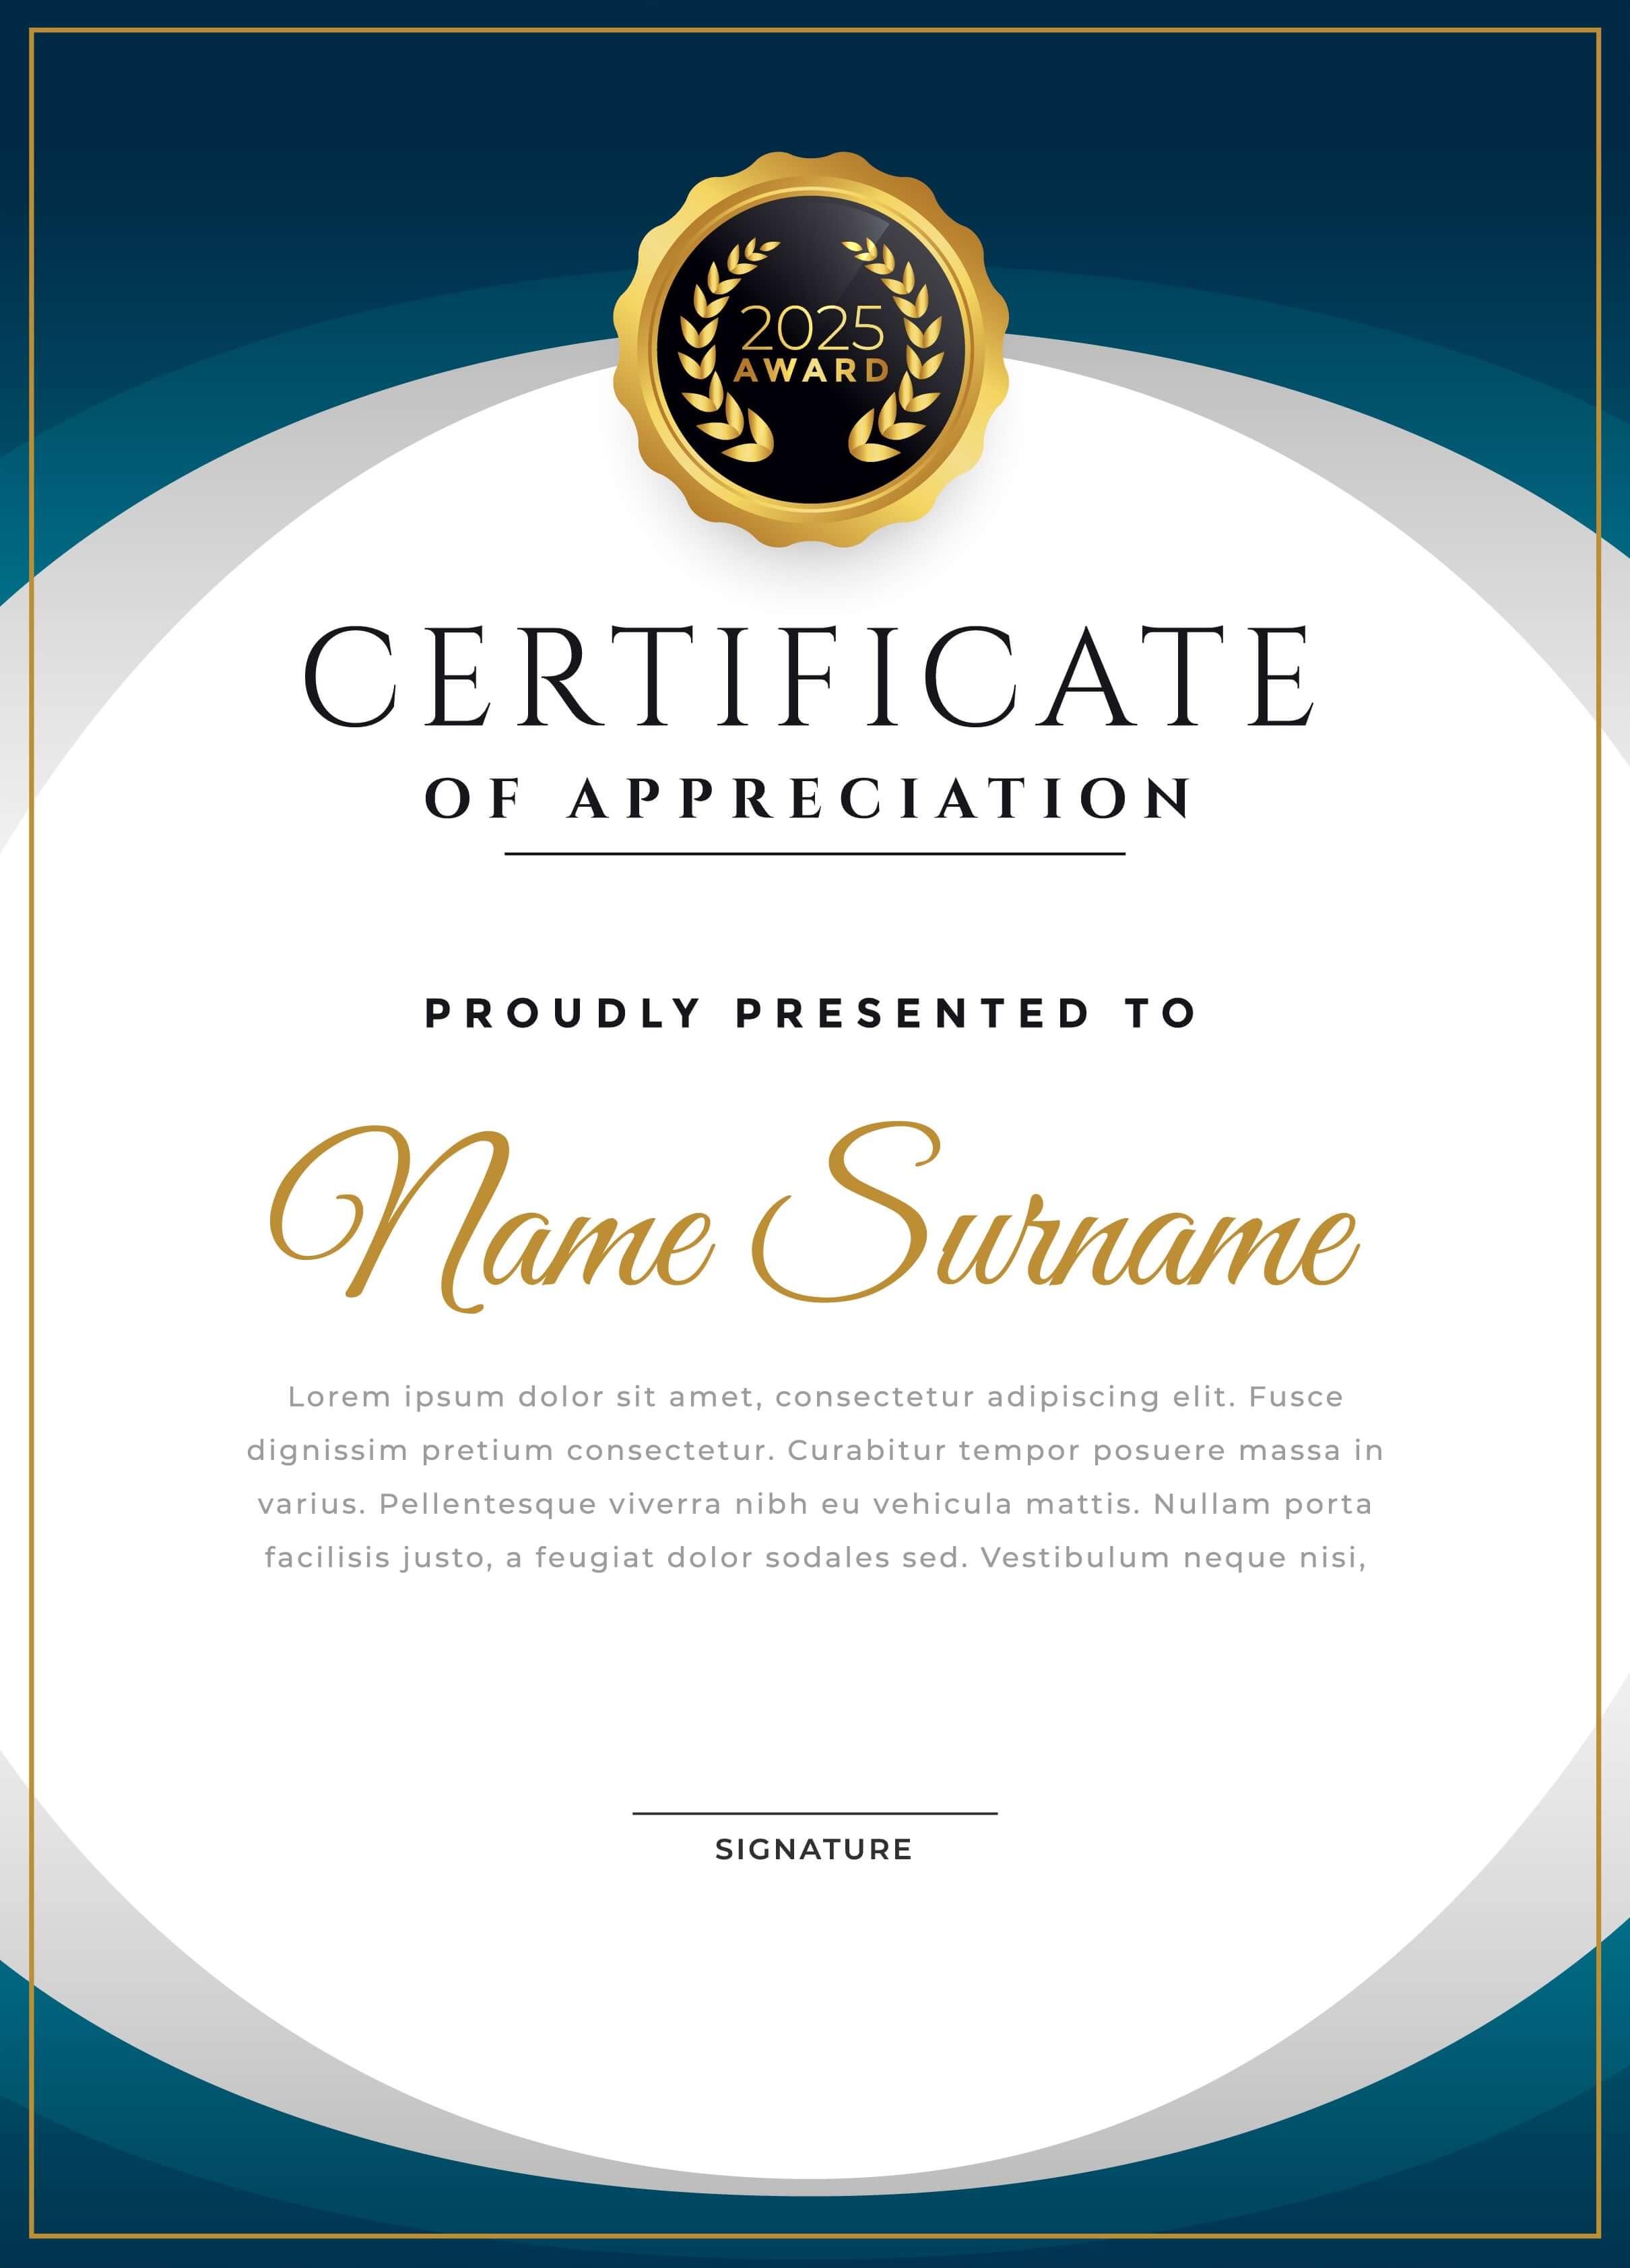 2025
AWARD
CERTIFICATE
OF APPRECIATION
PROUDLY PRESENTED TO
Name Surname
Lorem ipsum dolor sit amet, consectetur adipiscing elit. Fusce
dignissim pretium consectetur. Curabitur tempor posuere massa in
varius. Pellentesque viverra nibh eu vehicula mattis. Nullam porta
facilisis justo, a feugiat dolor sodales sed. Vestibulum neque nisi,
SIGNATURE